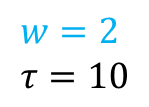 w = 2
τ = 10